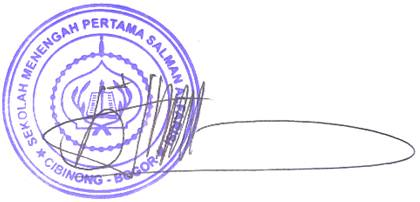 SEKOLAH MENENGAH PERTAMA SALMAN
CIBINONG - BOGOR